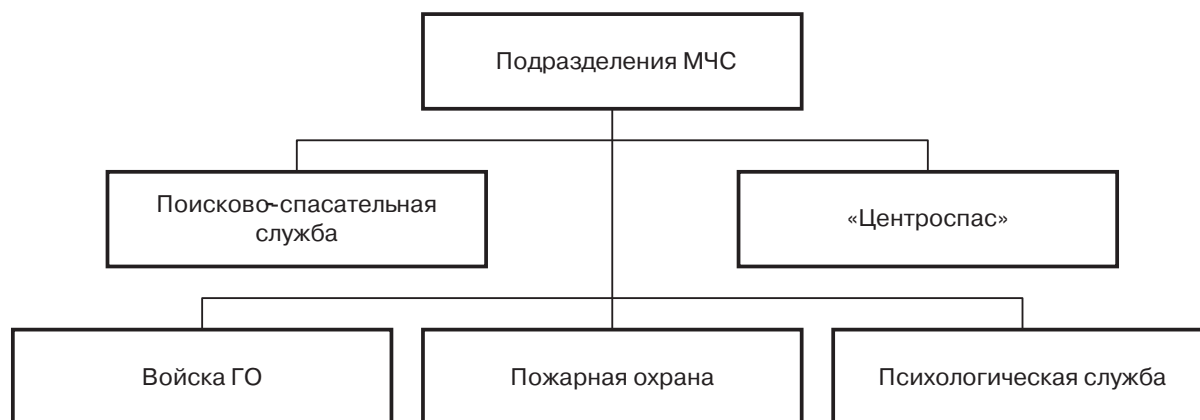 Подразделения МЧС
Поисково-спасательная
служба
«Центроспас»
Войска ГО
Пожарная охрана
Психологическая служба